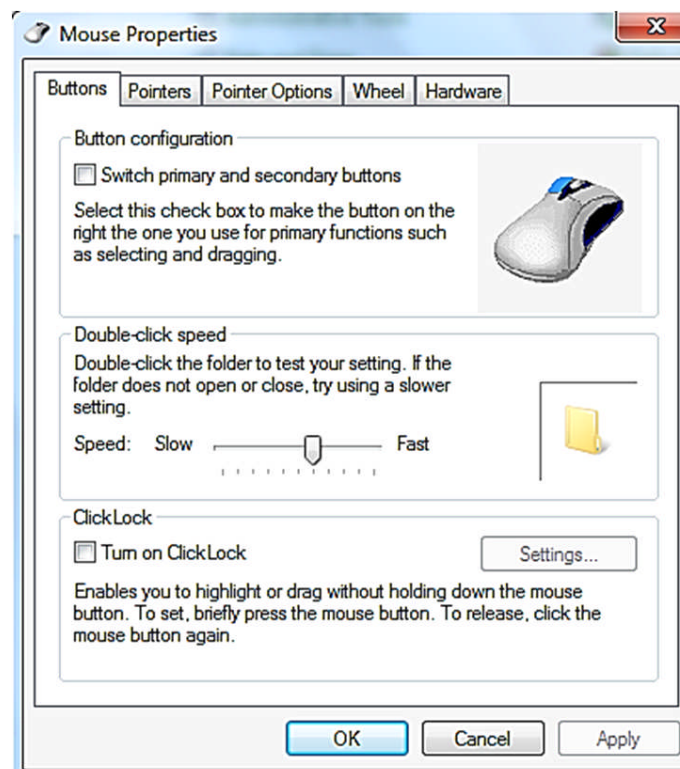 Mouse Properties
Buttons Pointers Pointer Options Wheel Hardware
Button configuration
Switch primary and secondary buttons
Select this check box to make the button on the
right the one you use for primary functions such
as selecting and dragging.
Double-click speed
Double-click the folder to test your setting. If the
folder does not open or close, try using a slower
setting.
Speed: Slow Fast
ClickLock
Turn on ClickLock Settings...
Enables you to highlight or drag without holding down the mouse
button. To set, briefly press the mouse button. To release, click the
mouse button again.
OK Cancel Apply